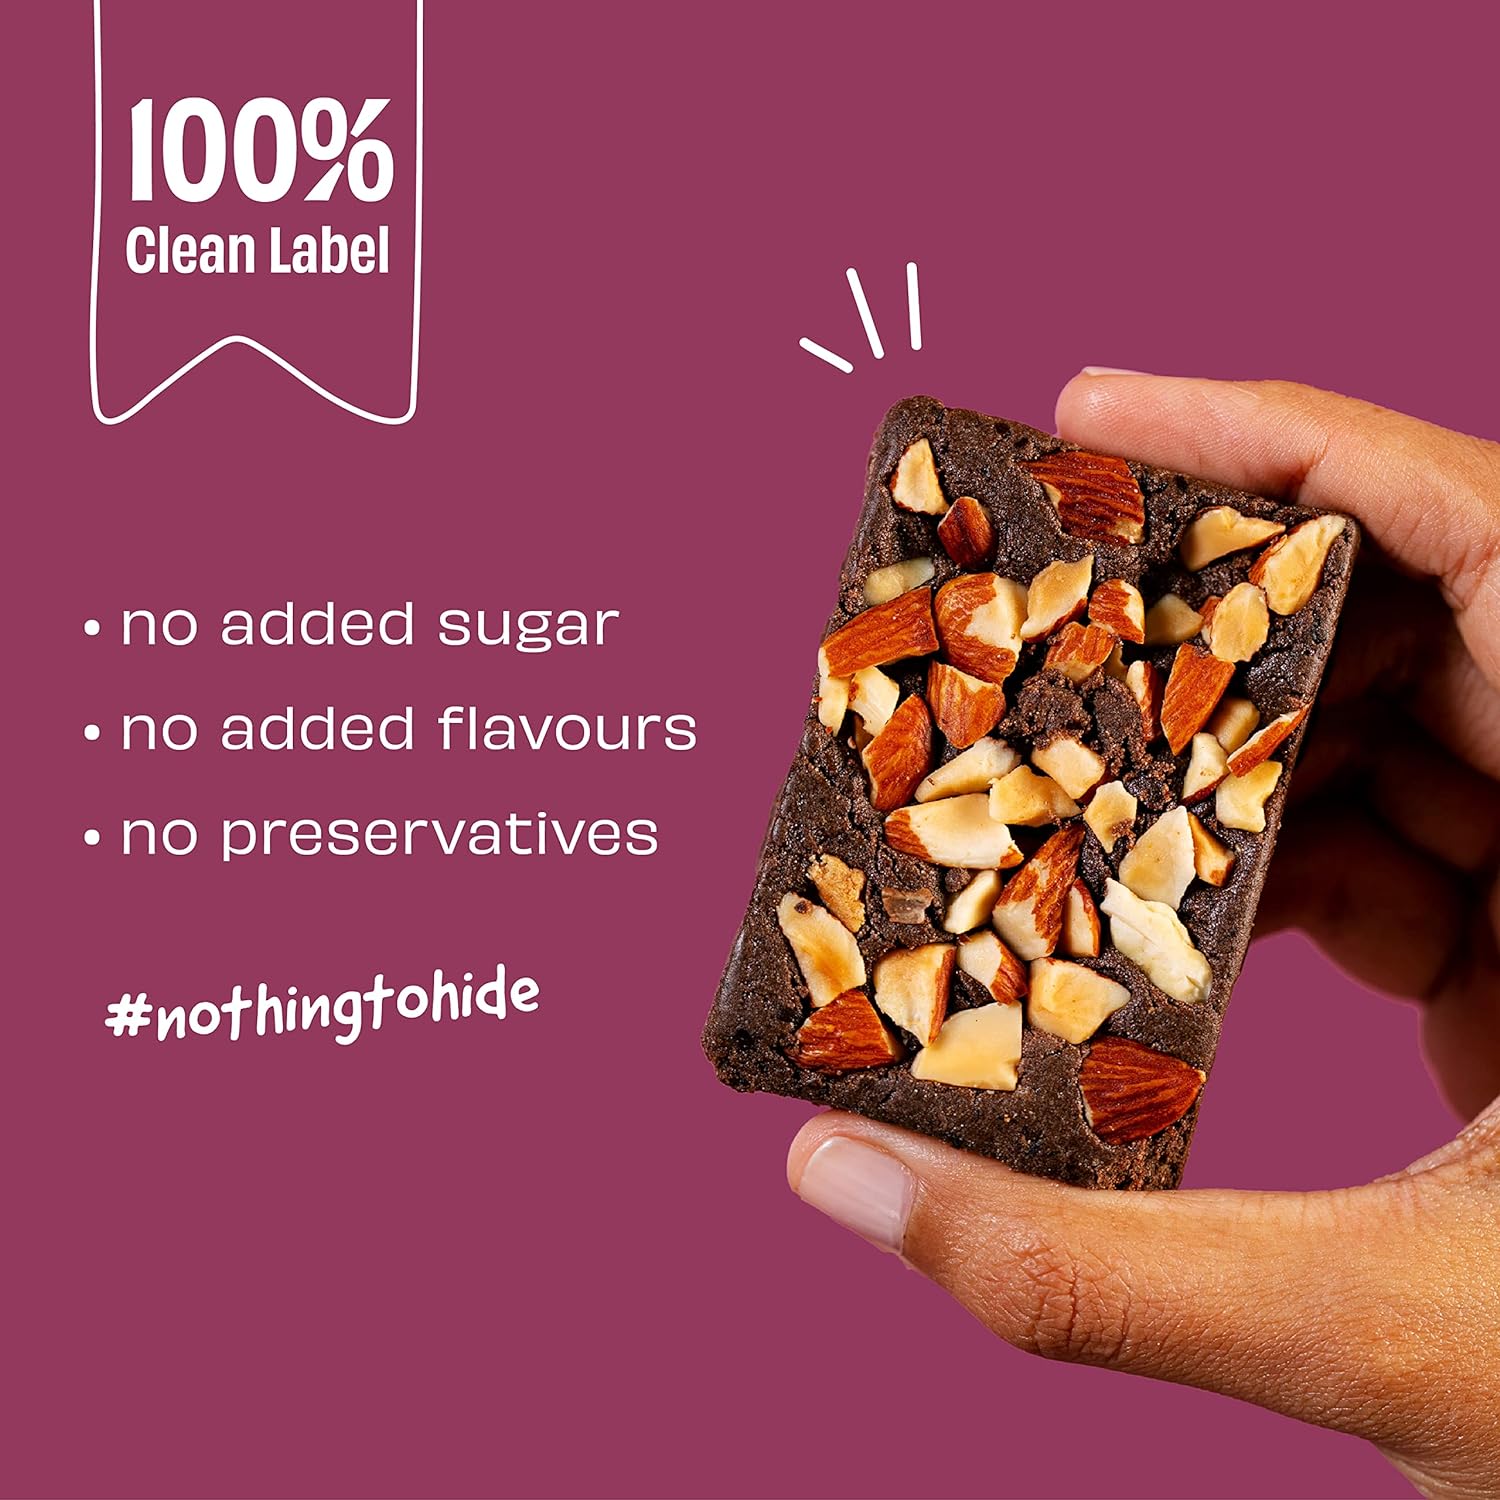 100%
Clean Label
• no added sugar
• no added flavours
• no preservatives
#nothingtohide